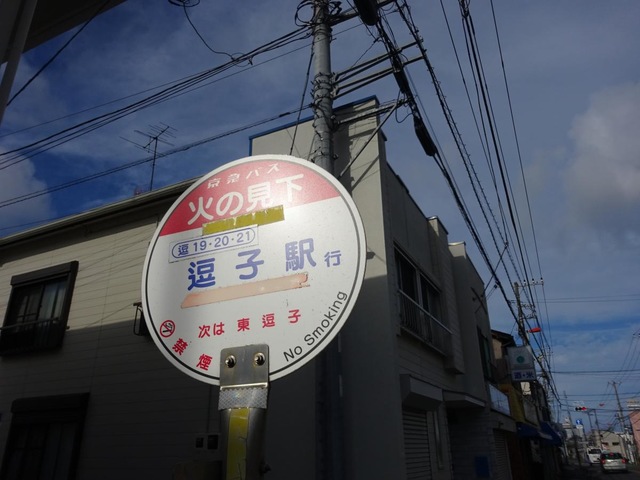 京急バス
火の見下
逗19・20・21
逗子駅行
次は東逗子
禁煙
No Smoking